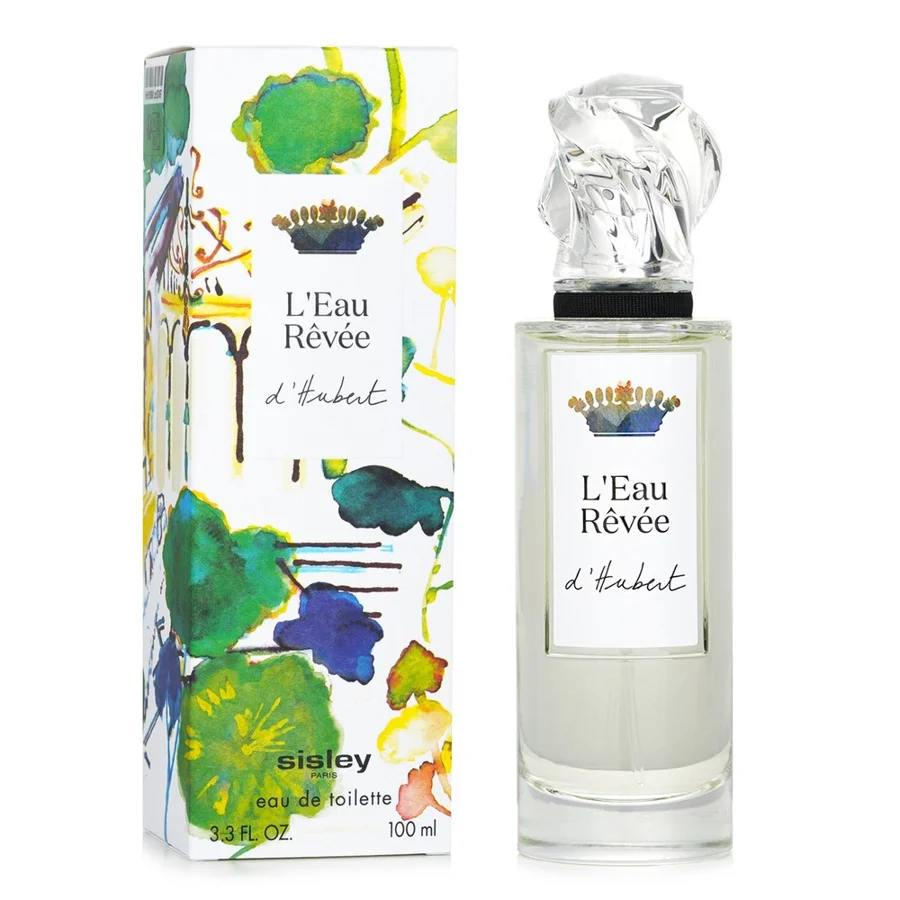 L'Eau
Rêvée
d'Hubert
sisley
PARIS
eau de toilette
3.3 FL. OZ. 100 ml
L'Eau
Rêvée
d'Hubert